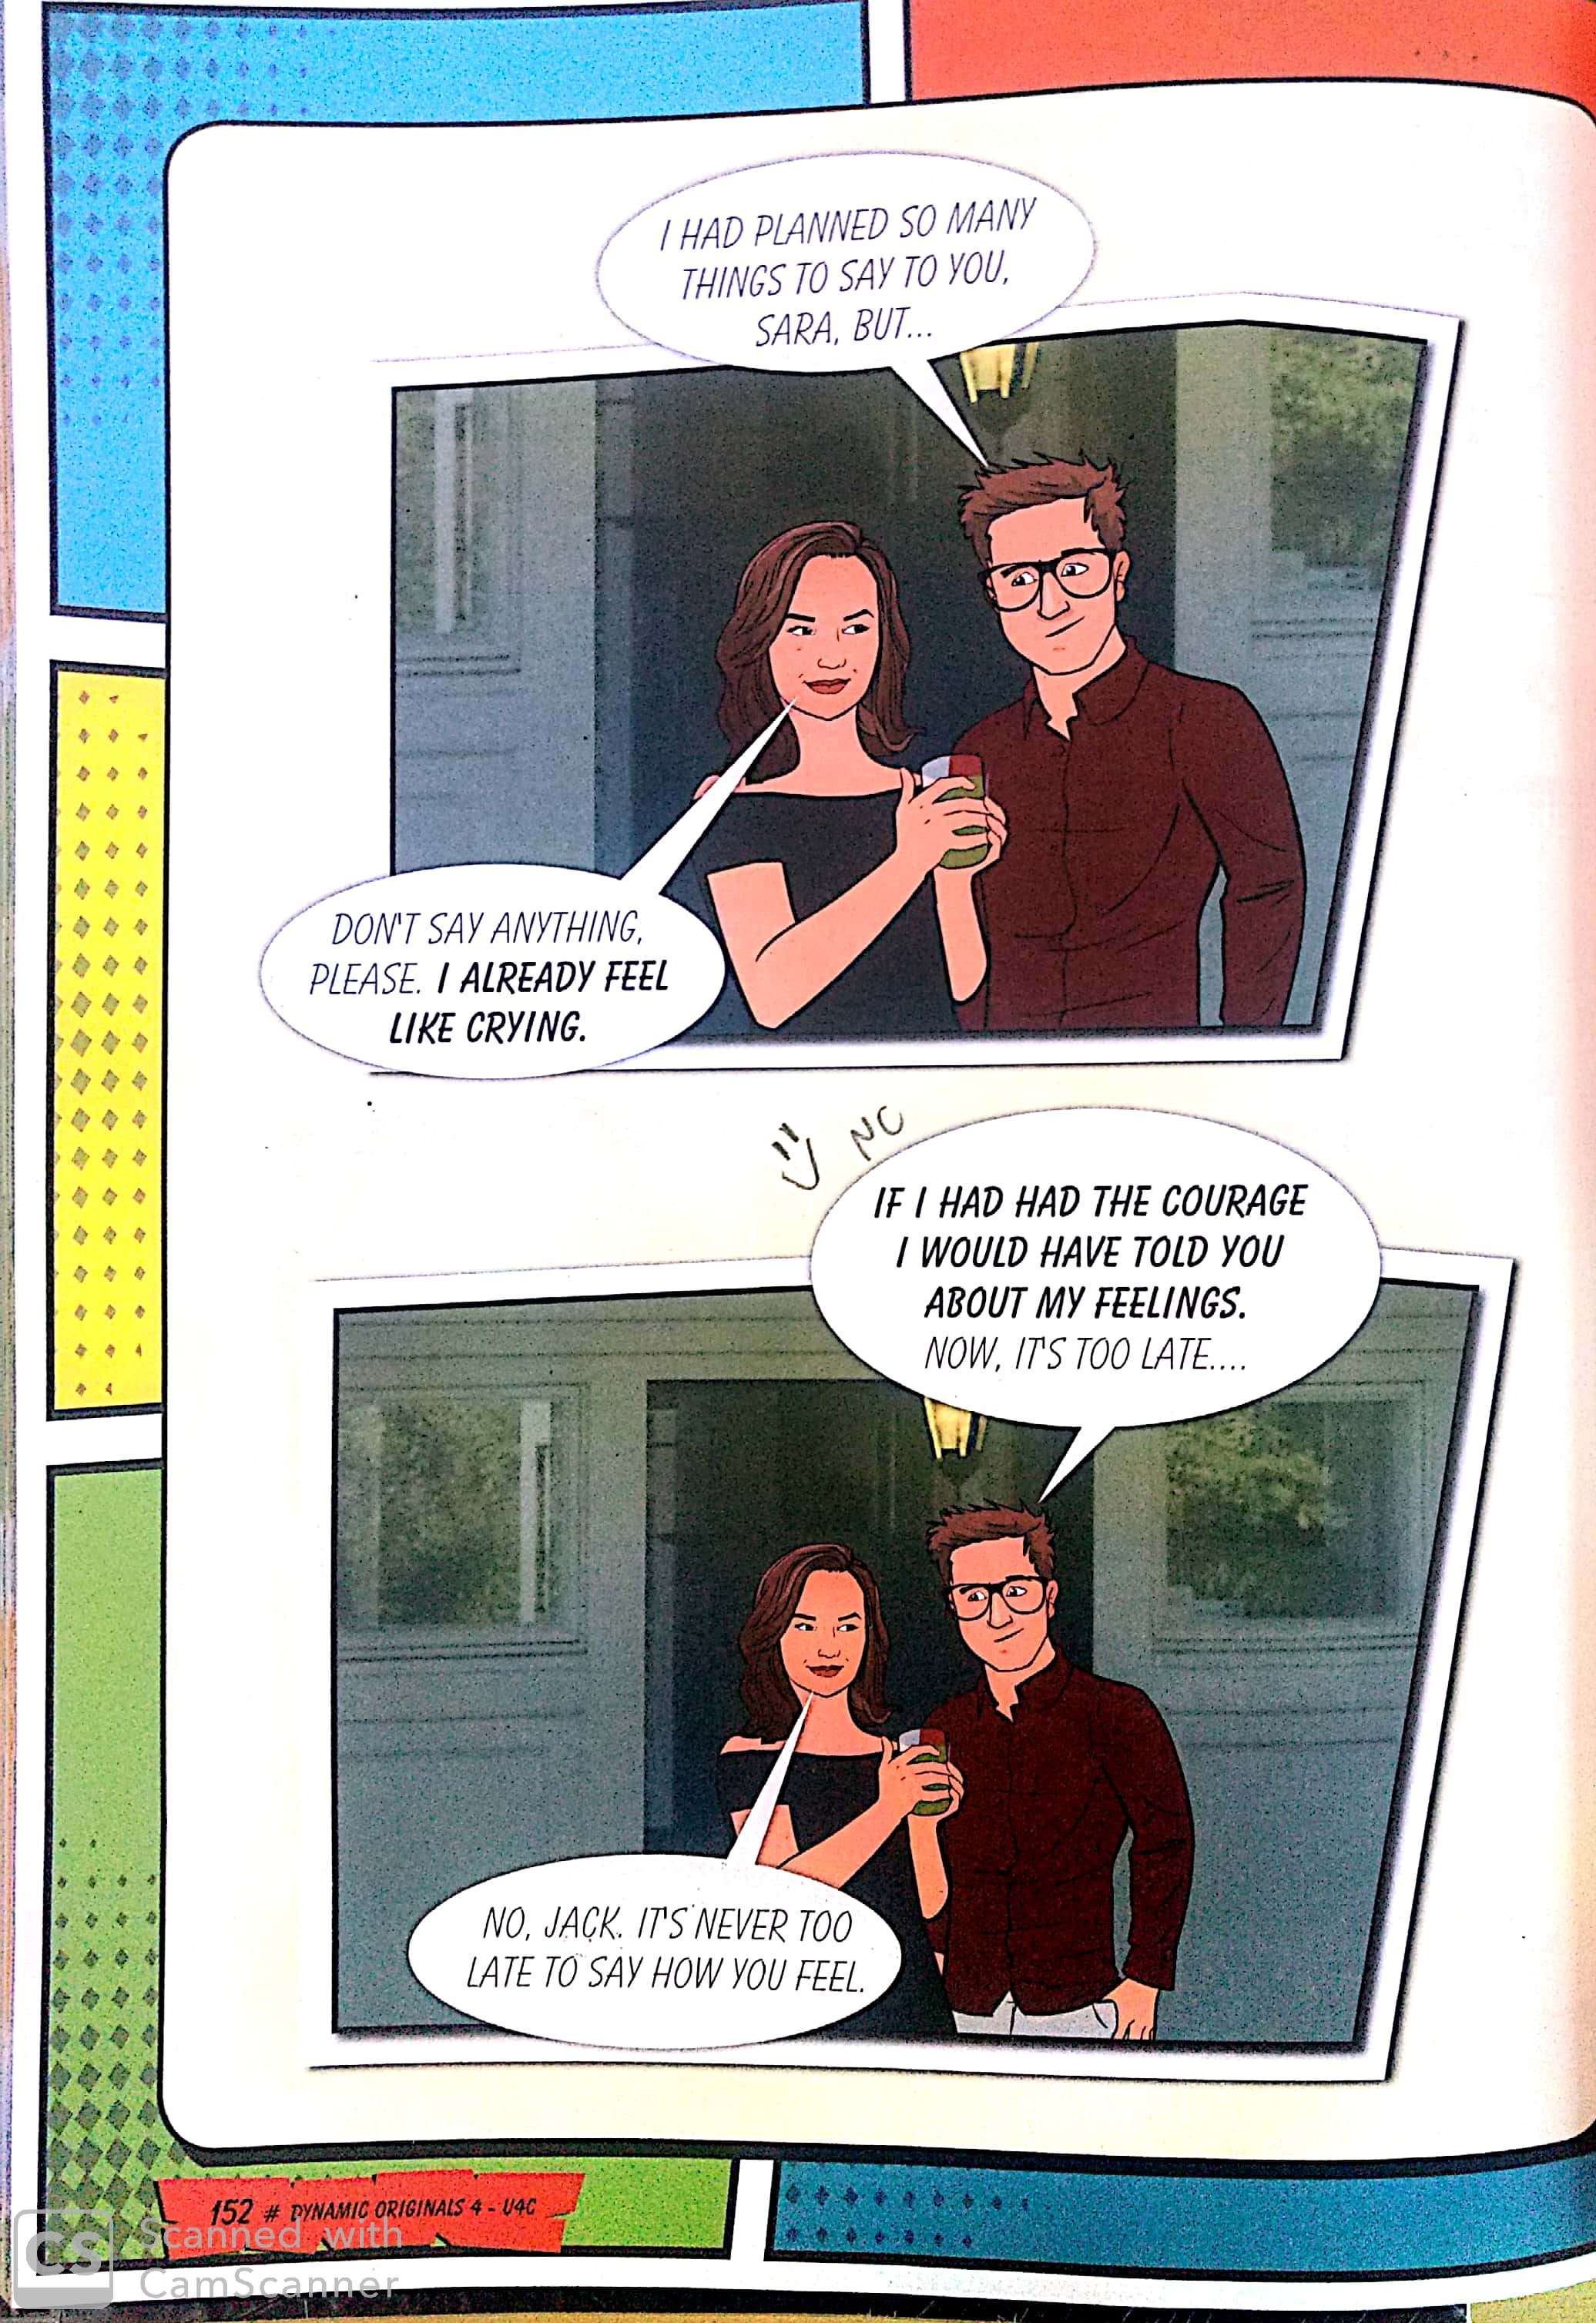 I HAD PLANNED SO MANY
THINGS TO SAY TO YOU,
SARA, BUT...
DON'T SAY ANYTHING,
PLEASE. I ALREADY FEEL
LIKE CRYING.
NC
IF I HAD HAD THE COURAGE
I WOULD HAVE TOLD YOU
ABOUT MY FEELINGS.
NOW, IT'S TOO LATE....
NO, JACK. IT'S NEVER TOO
LATE TO SAY HOW YOU FEEL.
152 # DYNAMIC ORIGINALS 4 - U4C
CS
Scanned with
CamScanner